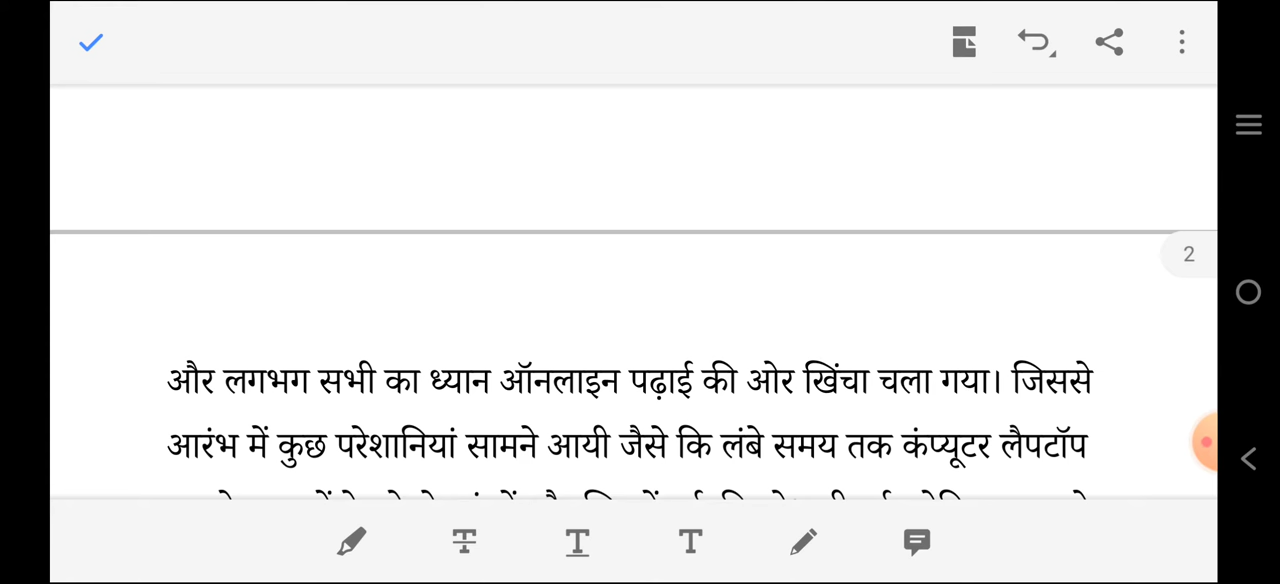 2
और लगभग सभी का ध्यान ऑनलाइन पढ़ाई की ओर खिंचा चला गया। जिससे
आरंभ में कुछ परेशानियां सामने आयी जैसे कि लंबे समय तक कंप्यूटर लैपटॉप